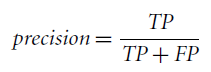 precision = TP / TP + FP